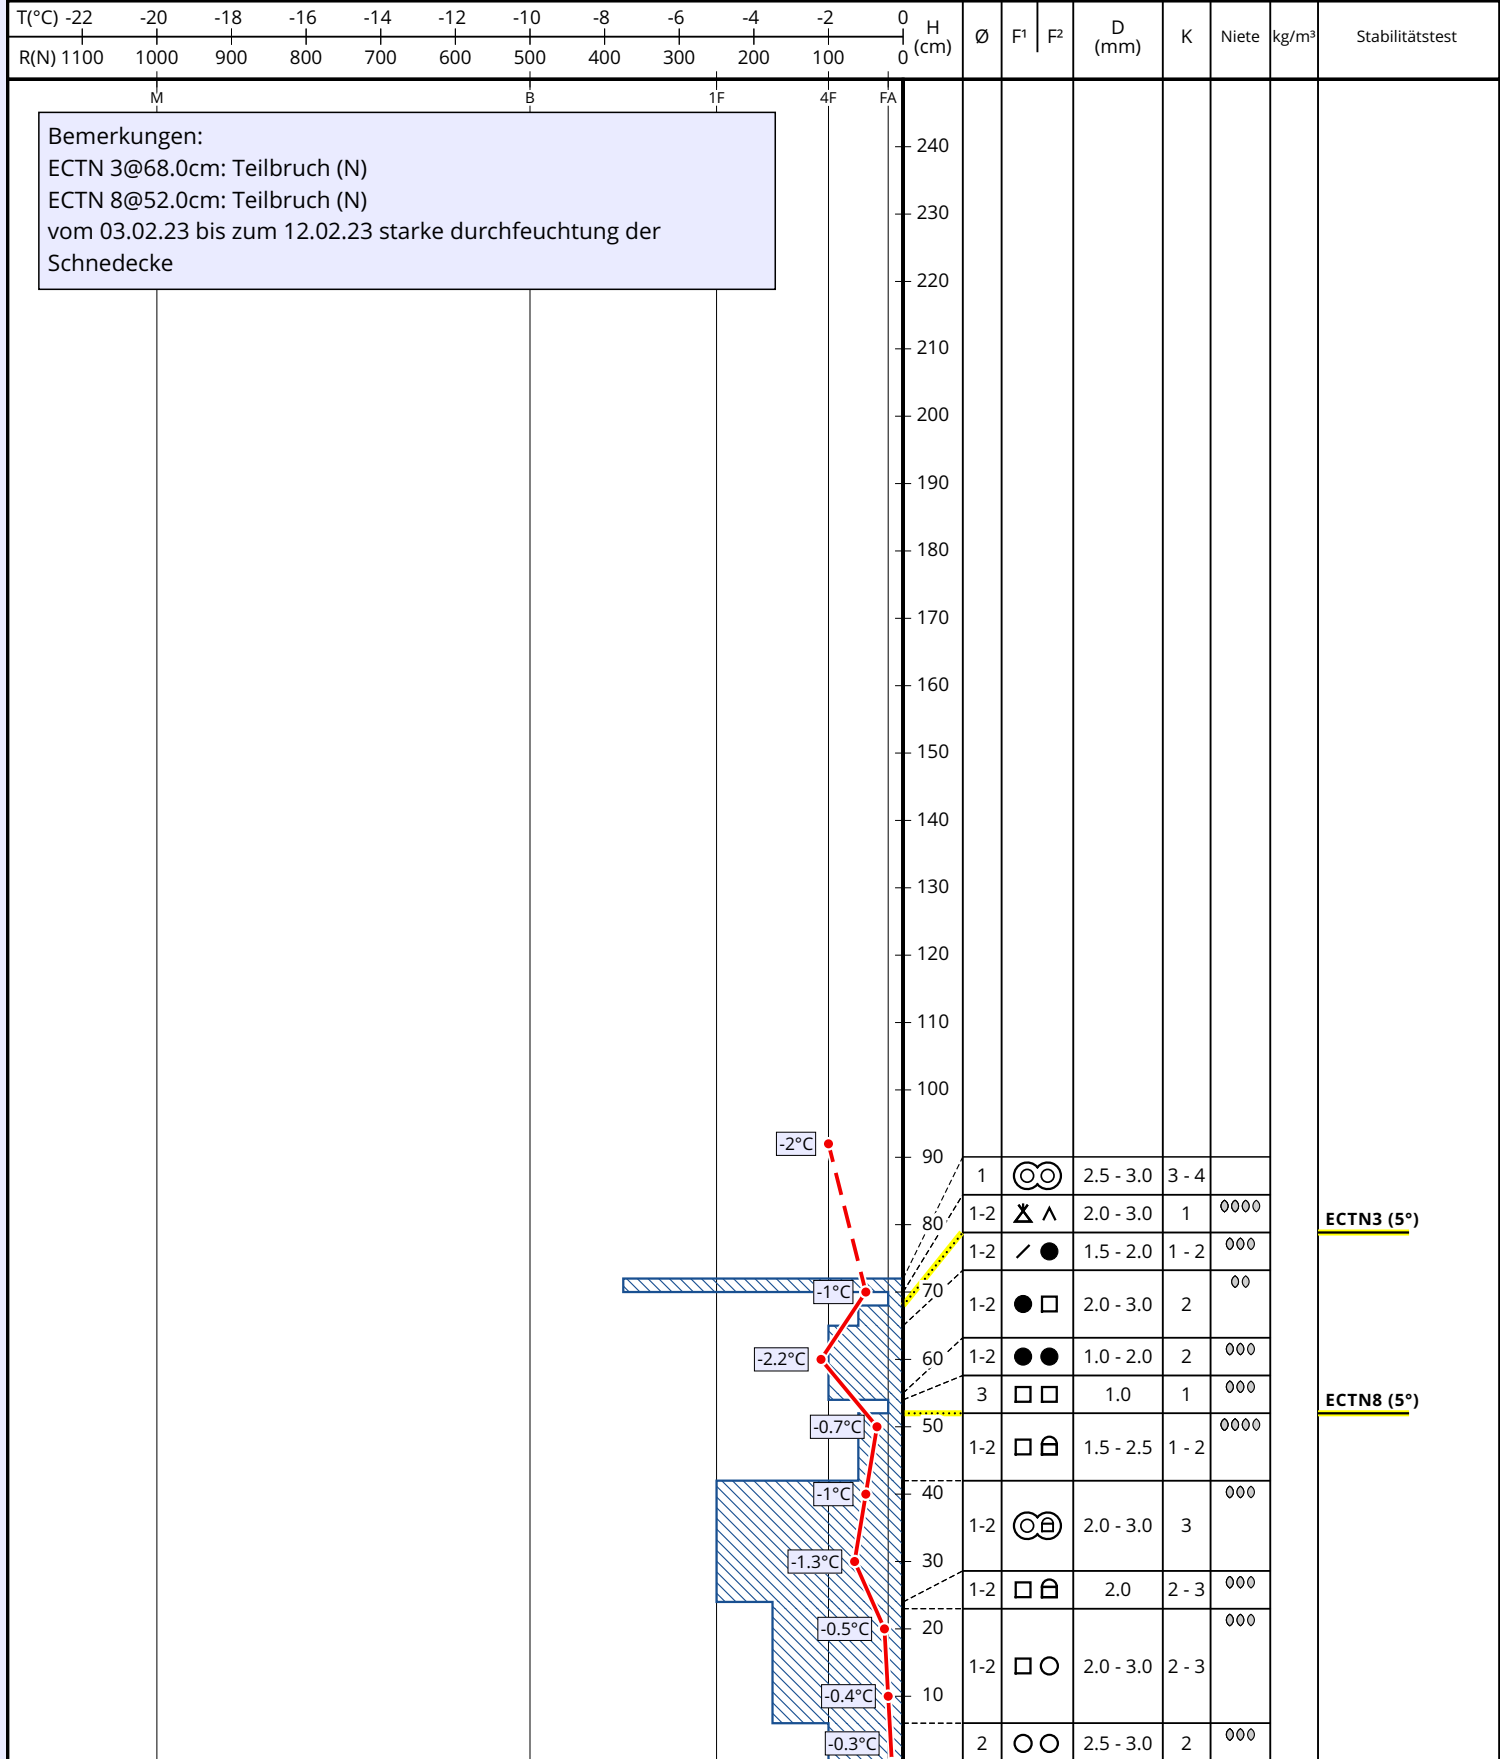 T(°C) -22 -20 -18 -16 -14 -12 -10 -8 -6 -4 -2 0
R(N) 1100 1000 900 800 700 600 500 400 300 200 100 0
H (cm) Ø F¹ F² D (mm) K Niete kg/m³ Stabilitätstest
M B 1F 4F FA
Bemerkungen:
ECTN 3@68.0cm: Teilbruch (N)
ECTN 8@52.0cm: Teilbruch (N)
vom 03.02.23 bis zum 12.02.23 starke durchfeuchtung der
Schnedecke
240
230
220
210
200
190
180
170
160
150
140
130
120
110
100
-2°C
90
1 2.5 - 3.0 3 - 4
80 1-2 2.0 - 3.0 1
ECTN3 (5°)
1-2 1.5 - 2.0 1 - 2
-1°C 70
1-2 2.0 - 3.0 2
-2.2°C 60 1-2 1.0 - 2.0 2
3 1.0 1
ECTN8 (5°)
-0.7°C 50
1-2 1.5 - 2.5 1 - 2
-1°C 40
1-2 2.0 - 3.0 3
-1.3°C 30
1-2 2.0 2 - 3
-0.5°C 20
1-2 2.0 - 3.0 2 - 3
-0.4°C 10
-0.3°C 2 2.5 - 3.0 2